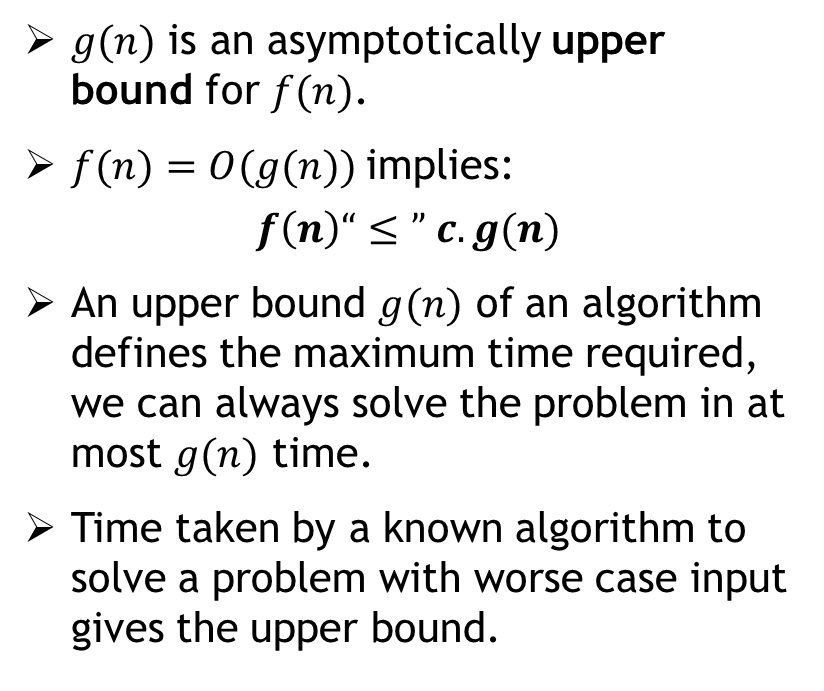 ➢ g(n) is an asymptotically upper
bound for f(n).
➢ f(n) = O(g(n)) implies:
f(n)“ ≤ ” c. g(n)
➢ An upper bound g(n) of an algorithm
defines the maximum time required,
we can always solve the problem in at
most g(n) time.
➢ Time taken by a known algorithm to
solve a problem with worse case input
gives the upper bound.